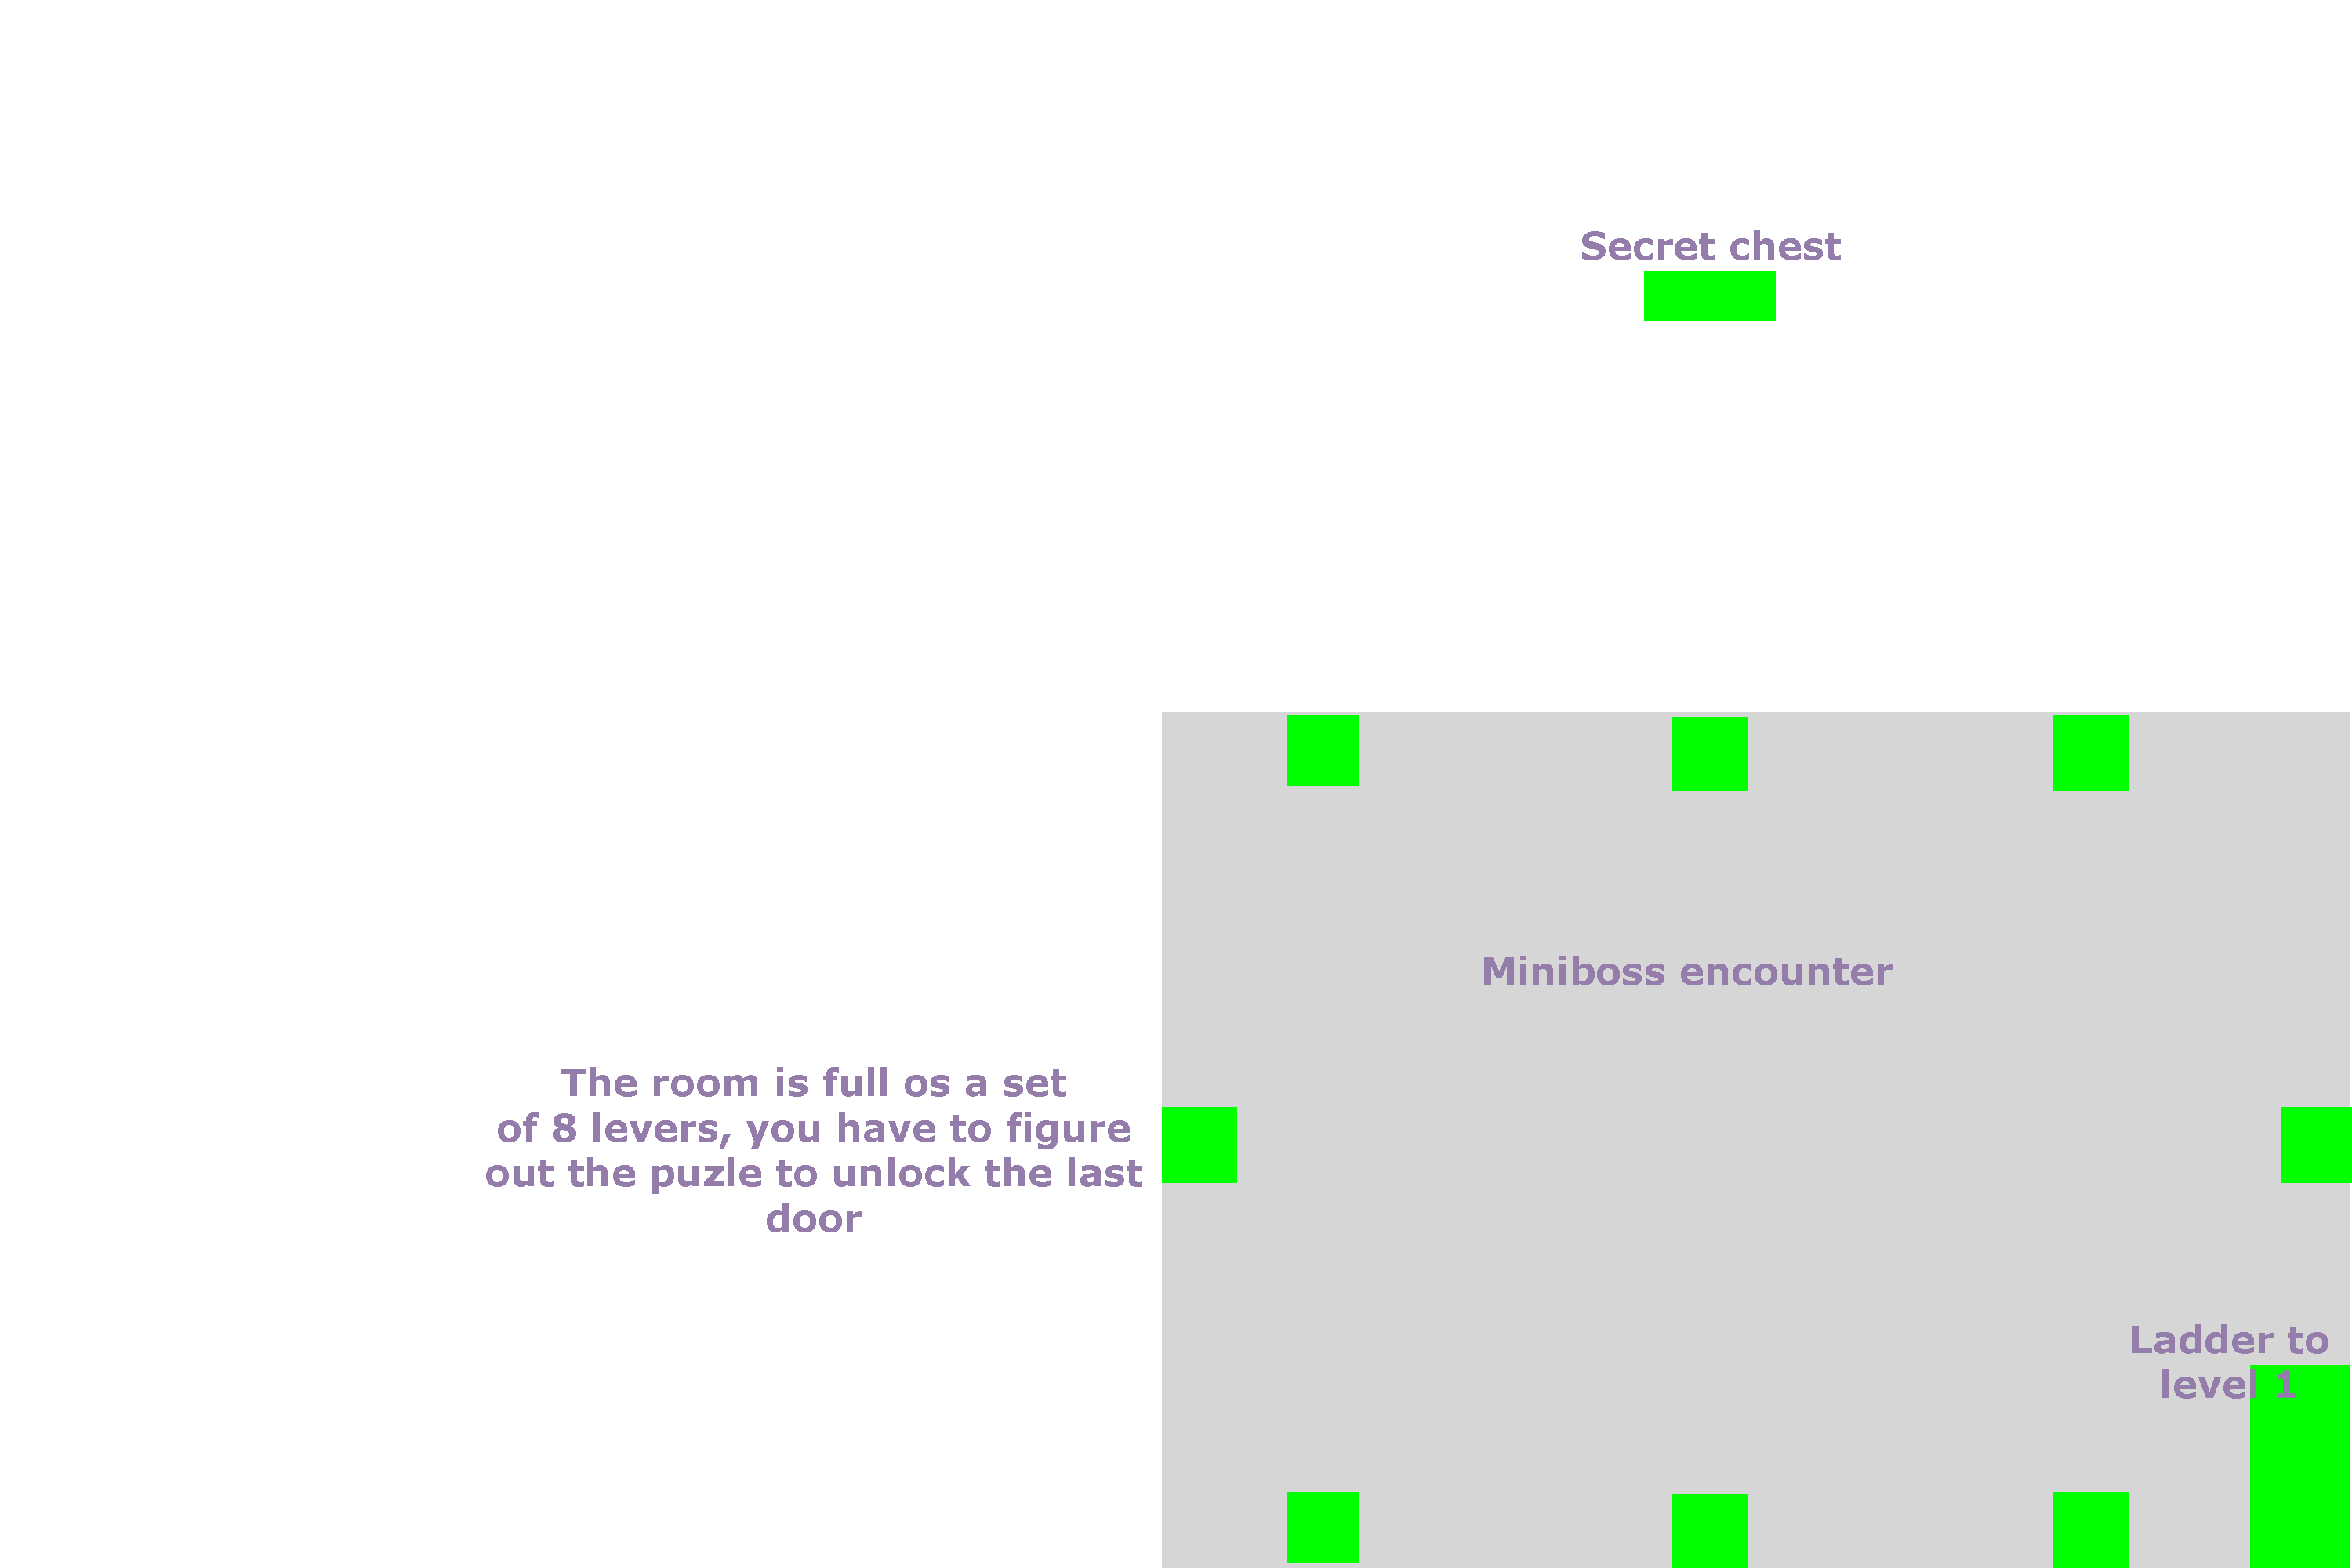 Secret chest
Miniboss encounter
The room is full os a set
of 8 levers, you have to figure
out the puzle to unlock the last
door
Ladder to
level 1